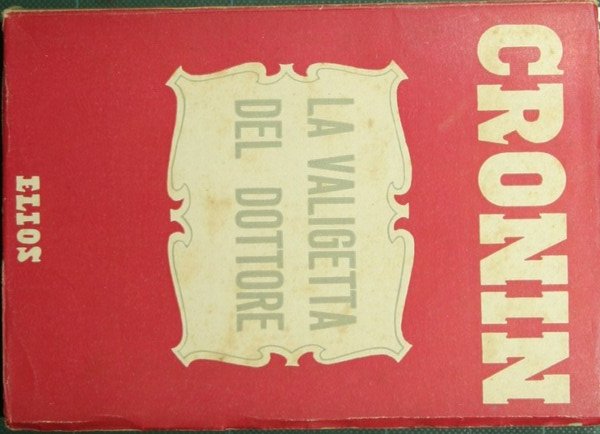 CRONIN
LA VALIGETTA
DEL DOTTORE
ELIOS